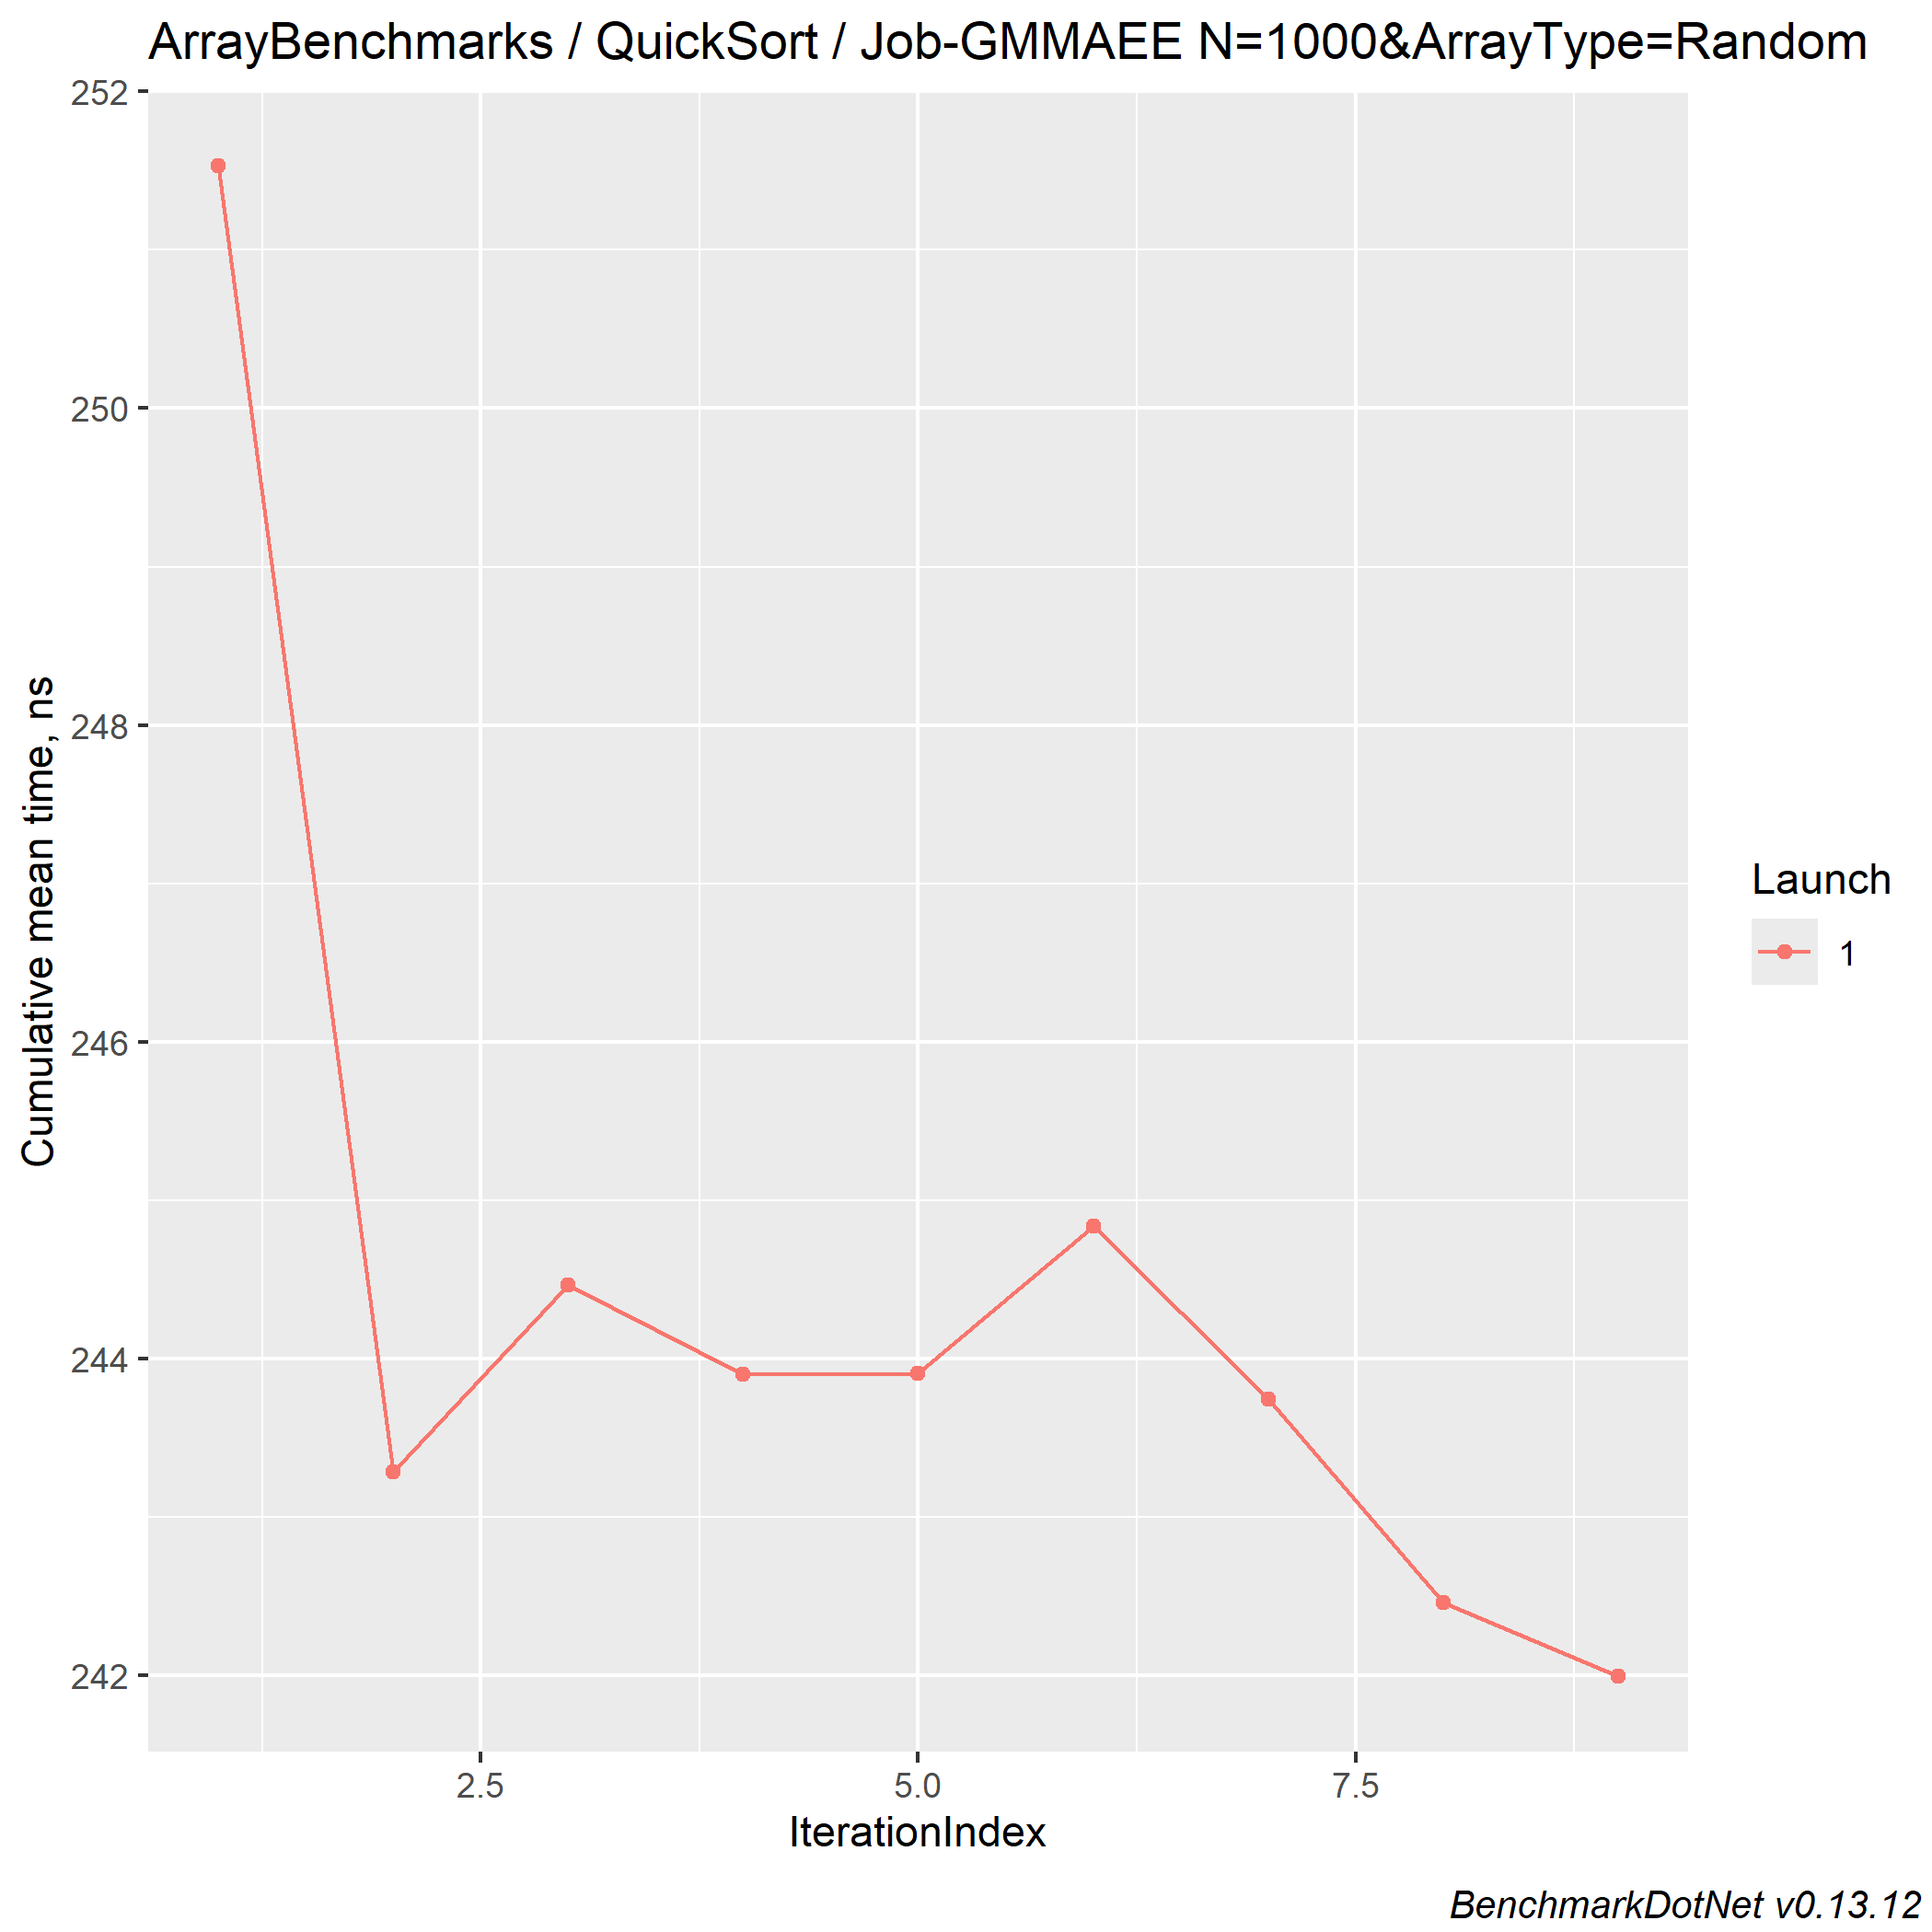 ArrayBenchmarks / QuickSort / Job-GMMAEE N=1000&ArrayType=Random
252
250
248
246
244
242
Cumulative mean time, ns
2.5
5.0
7.5
IterationIndex
Launch
1
BenchmarkDotNet v0.13.12